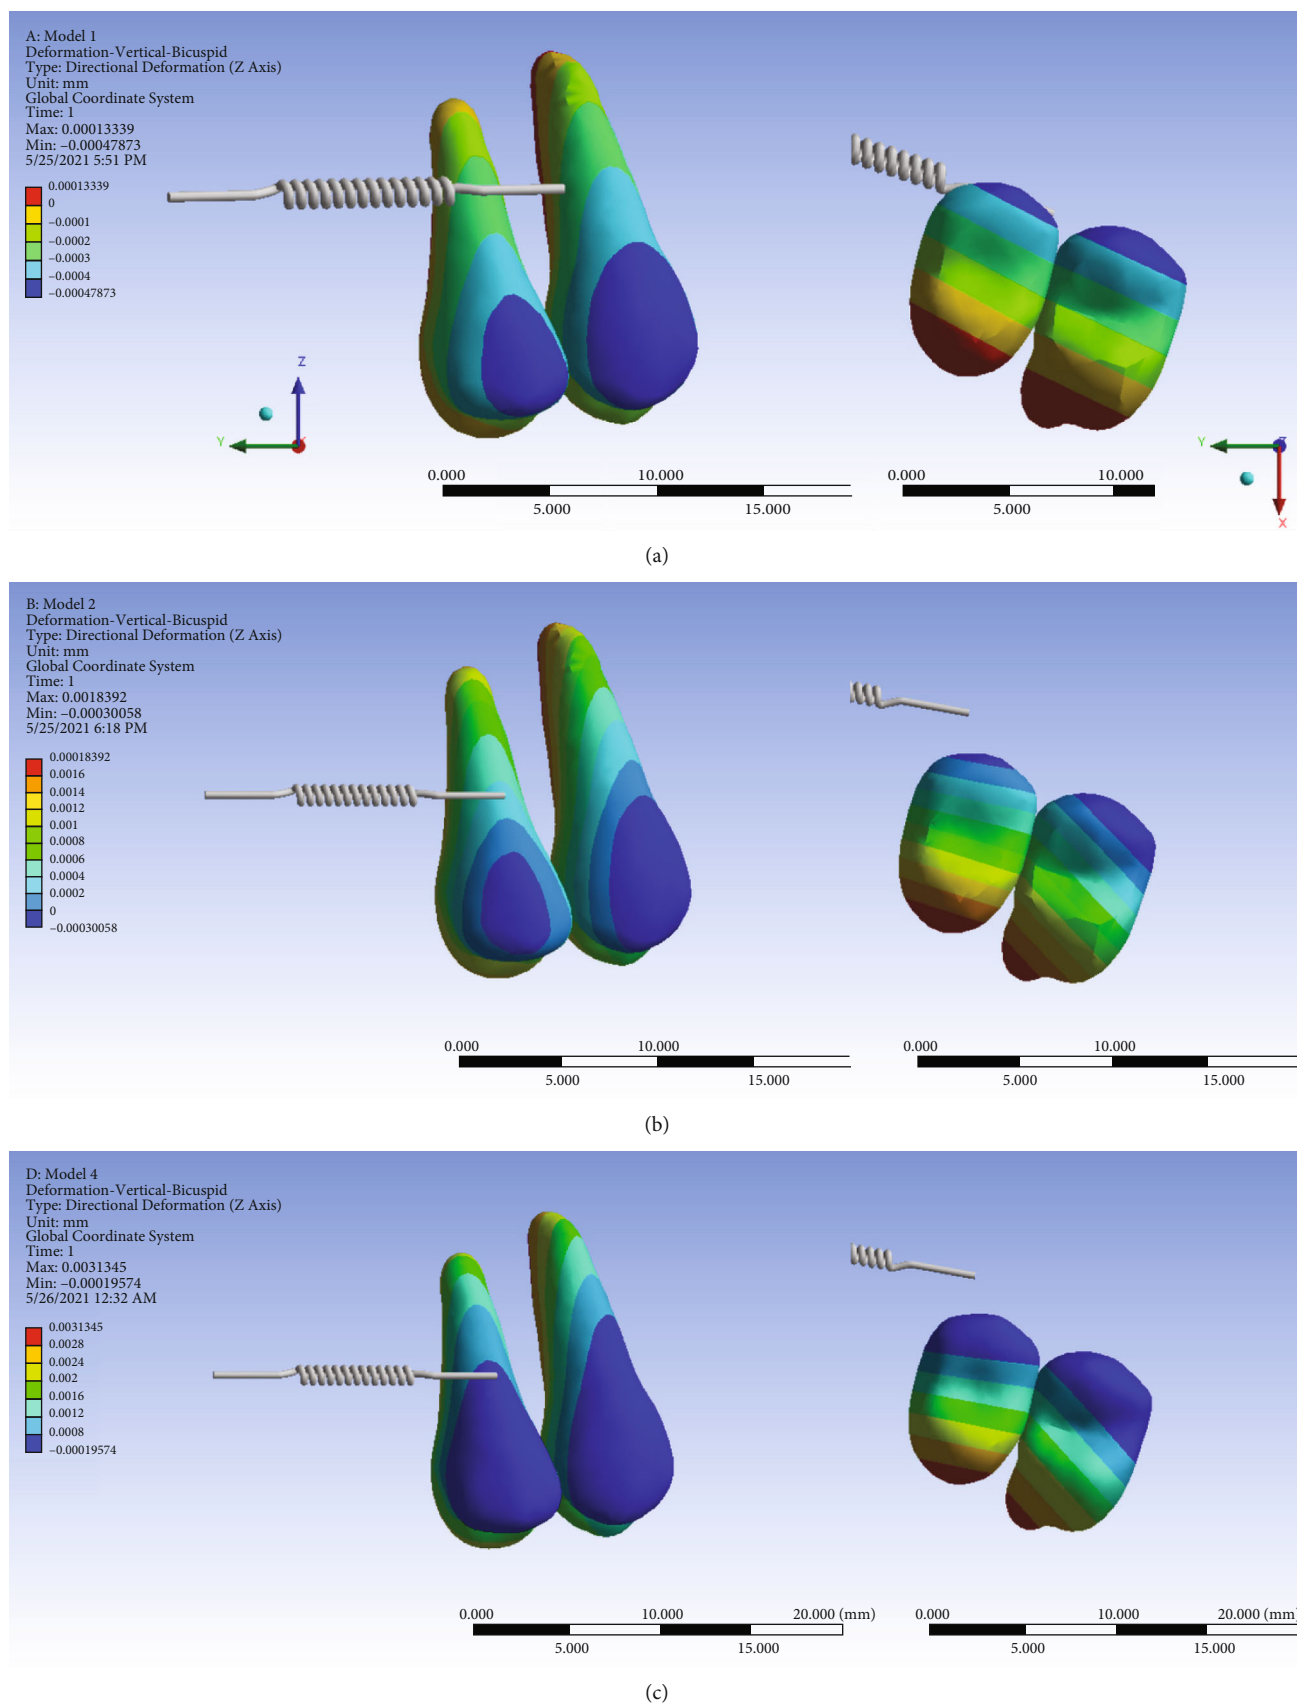 A: Model 1
Deformation-Vertical-Bicuspid
Type: Directional Deformation (Z Axis)
Unit: mm
Global Coordinate System
Time: 1
Max: 0.00013339
Min: −0.00047873
5/25/2021 5:51 PM
0.00013339
0
−0.0001
−0.0002
−0.0003
−0.0004
−0.00047873
Z
Y
Y
Z
X
0.000 10.000
5.000 15.000
0.000 10.000
5.000
(a)
B: Model 2
Deformation-Vertical-Bicuspid
Type: Directional Deformation (Z Axis)
Unit: mm
Global Coordinate System
Time: 1
Max: 0.0018392
Min: −0.00030058
5/25/2021 6:18 PM
0.00018392
0.0016
0.0014
0.0012
0.001
0.0008
0.0006
0.0004
0.0002
0
−0.00030058
0.000 10.000
5.000 15.000
0.000 10.000
5.000 15.000
(b)
D: Model 4
Deformation-Vertical-Bicuspid
Type: Directional Deformation (Z Axis)
Unit: mm
Global Coordinate System
Time: 1
Max: 0.0031345
Min: −0.00019574
5/26/2021 12:32 AM
0.0031345
0.0028
0.0024
0.002
0.0016
0.0012
0.0008
−0.00019574
0.000 10.000 20.000 (mm)
5.000 15.000
0.000 10.000 20.000 (mm)
5.000 15.000
(c)